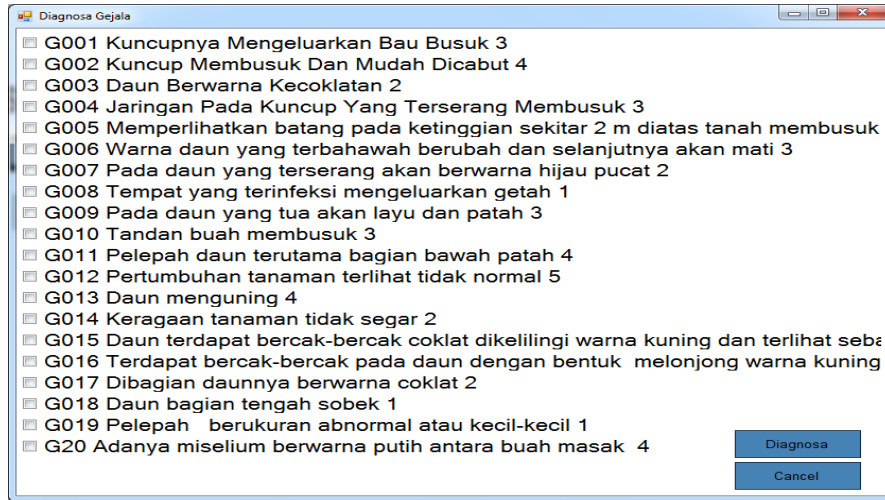 Diagnosa Gejala
G001 Kuncupnya Mengeluarkan Bau Busuk 3
G002 Kuncup Membusuk Dan Mudah Dicabut 4
G003 Daun Berwarna Kecoklatan 2
G004 Jaringan Pada Kuncup Yang Terserang Membusuk 3
G005 Memperlihatkan batang pada ketinggian sekitar 2 m diatas tanah membusuk
G006 Warna daun yang terbahawah berubah dan selanjutnya akan mati 3
G007 Pada daun yang terserang akan berwarna hijau pucat 2
G008 Tempat yang terinfeksi mengeluarkan getah 1
G009 Pada daun yang tua akan layu dan patah 3
G010 Tandan buah membusuk 3
G011 Pelepah daun terutama bagian bawah patah 4
G012 Pertumbuhan tanaman terlihat tidak normal 5
G013 Daun menguning 4
G014 Keragaan tanaman tidak segar 2
G015 Daun terdapat bercak-bercak coklat dikelilingi warna kuning dan terlihat seba
G016 Terdapat bercak-bercak pada daun dengan bentuk melonjong warna kuning
G017 Dibagian daunnya berwarna coklat 2
G018 Daun bagian tengah sobek 1
G019 Pelepah berukuran abnormal atau kecil-kecil 1
G20 Adanya miselium berwarna putih antara buah masak 4
Diagnosa
Cancel